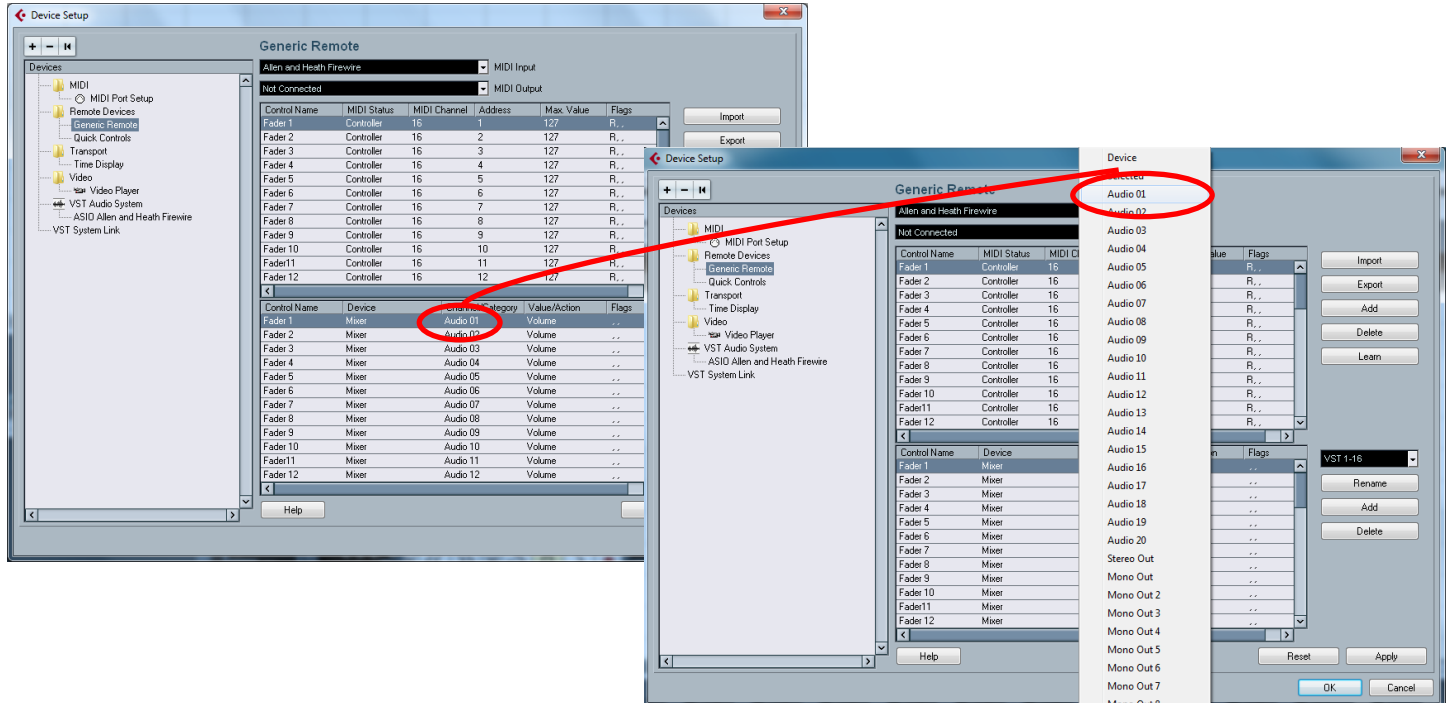 Device Setup
+ −
Generic Remote
Devices
MIDI
MIDI Port Setup
Remote Devices
Generic Remote
Quick Controls
Transport
Time Display
Video
Video Player
VST Audio System
ASIO Allen and Heath Firewire
VST System Link
Allen and Heath Firewire MIDI Input
Not Connected MIDI Output
Control Name MIDI Status MIDI Channel Address Max. Value Flags
Fader 1 Controller 16 1 127 R, ,
Fader 2 Controller 16 2 127 R, ,
Fader 3 Controller 16 3 127 R, ,
Fader 4 Controller 16 4 127 R, ,
Fader 5 Controller 16 5 127 R, ,
Fader 6 Controller 16 6 127 R, ,
Fader 7 Controller 16 7 127 R, ,
Fader 8 Controller 16 8 127 R, ,
Fader 9 Controller 16 9 127 R, ,
Fader 10 Controller 16 10 127 R, ,
Fader11 Controller 16 11 127 R, ,
Fader 12 Controller 16 12 127 R, ,
Import
Export
Control Name Device Channel/Category Value/Action Flags
Fader 1 Mixer Audio 01 Volume , ,
Fader 2 Mixer Audio 02 Volume , ,
Fader 3 Mixer Audio 03 Volume , ,
Fader 4 Mixer Audio 04 Volume , ,
Fader 5 Mixer Audio 05 Volume , ,
Fader 6 Mixer Audio 06 Volume , ,
Fader 7 Mixer Audio 07 Volume , ,
Fader 8 Mixer Audio 08 Volume , ,
Fader 9 Mixer Audio 09 Volume , ,
Fader 10 Mixer Audio 10 Volume , ,
Fader11 Mixer Audio 11 Volume , ,
Fader 12 Mixer Audio 12 Volume , ,
Help
Device Setup
+ −
Generic Remote
Devices
MIDI
MIDI Port Setup
Remote Devices
Generic Remote
Quick Controls
Transport
Time Display
Video
Video Player
VST Audio System
ASIO Allen and Heath Firewire
VST System Link
Allen and Heath Firewire
Not Connected
Control Name MIDI Status MIDI C alue Flags
Fader 1 Controller 16 R, ,
Fader 2 Controller 16 R, ,
Fader 3 Controller 16 R, ,
Fader 4 Controller 16 R, ,
Fader 5 Controller 16 R, ,
Fader 6 Controller 16 R, ,
Fader 7 Controller 16 R, ,
Fader 8 Controller 16 R, ,
Fader 9 Controller 16 R, ,
Fader 10 Controller 16 R, ,
Fader11 Controller 16 R, ,
Fader 12 Controller 16 R, ,
Control Name Device n Flags
Fader 1 Mixer , ,
Fader 2 Mixer , ,
Fader 3 Mixer , ,
Fader 4 Mixer , ,
Fader 5 Mixer , ,
Fader 6 Mixer , ,
Fader 7 Mixer , ,
Fader 8 Mixer , ,
Fader 9 Mixer , ,
Fader 10 Mixer , ,
Fader11 Mixer , ,
Fader 12 Mixer , ,
Help
Device
Selected
Audio 01
Audio 02
Audio 03
Audio 04
Audio 05
Audio 06
Audio 07
Audio 08
Audio 09
Audio 10
Audio 11
Audio 12
Audio 13
Audio 14
Audio 15
Audio 16
Audio 17
Audio 18
Audio 19
Audio 20
Stereo Out
Mono Out
Mono Out 2
Mono Out 3
Mono Out 4
Mono Out 5
Mono Out 6
Mono Out 7
Import
Export
Add
Delete
Learn
VST 1-16
Rename
Add
Delete
Reset Apply
OK Cancel